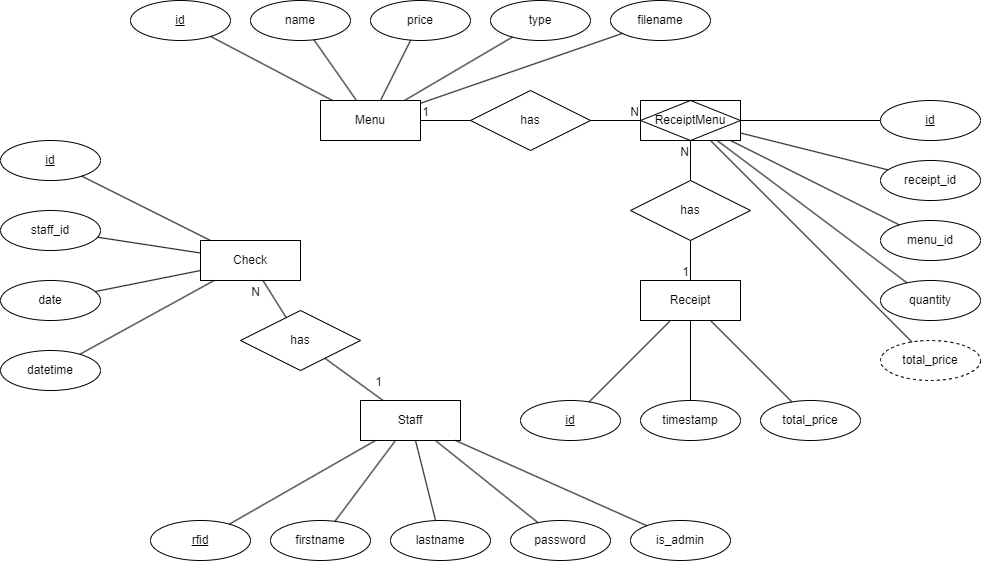 id
name
price
type
filename
Menu
1
has
N
ReceiptMenu
id
N
id
receipt_id
staff_id
has
menu_id
Check
date
N
1
Receipt
quantity
has
datetime
total_price
1
Staff
id
timestamp
total_price
rfid
firstname
lastname
password
is_admin